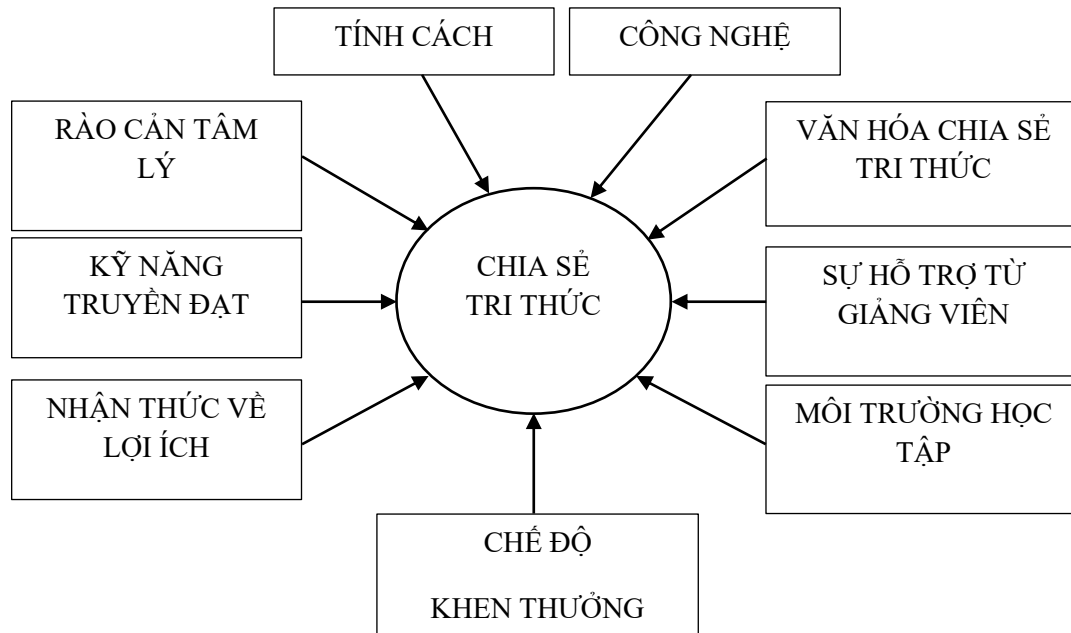 TÍNH CÁCH
CÔNG NGHỆ
RÀO CẢN TÂM
LÝ
VĂN HÓA CHIA SẺ
TRI THỨC
KỸ NĂNG
TRUYỀN ĐẠT
CHIA SẺ
TRI THỨC
SỰ HỖ TRỢ TỪ
GIẢNG VIÊN
NHẬN THỨC VỀ
LỢI ÍCH
MÔI TRƯỜNG HỌC
TẬP
CHẾ ĐỘ
KHEN THƯỞNG